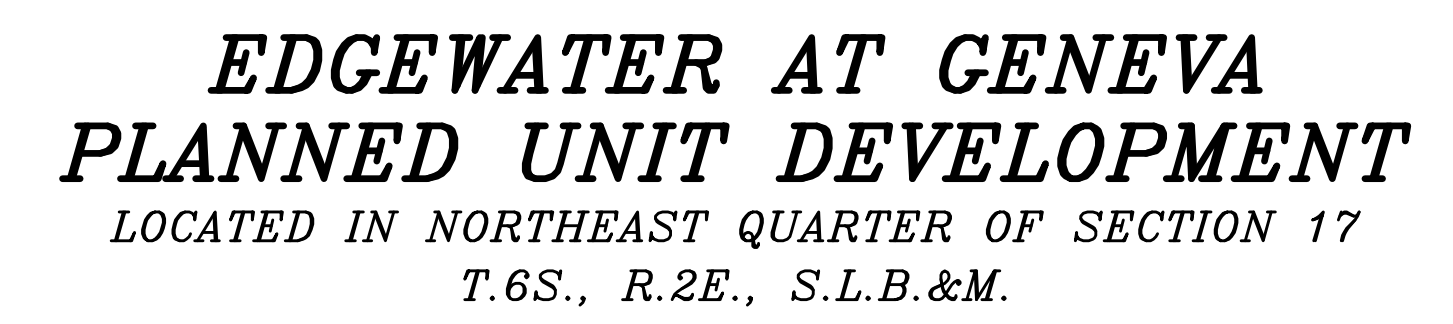 EDGEWATER AT GENEVA
PLANNED UNIT DEVELOPMENT
LOCATED IN NORTHEAST QUARTER OF SECTION 17
T.6S., R.2E., S.L.B.&M.